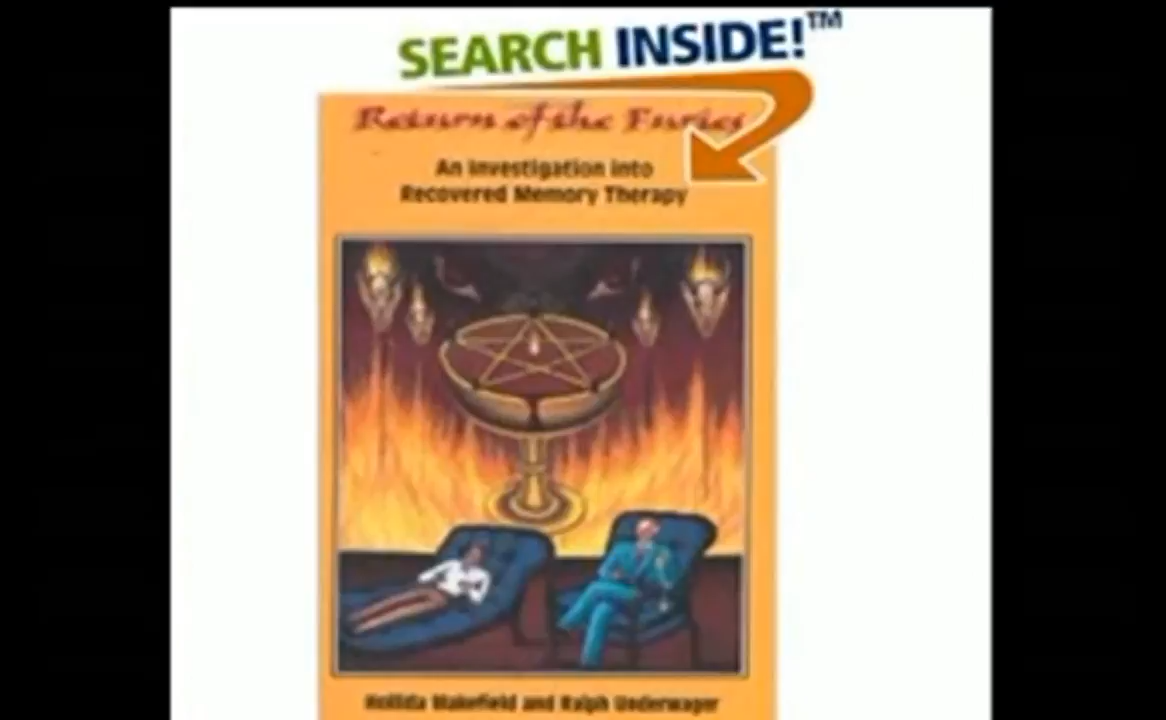 SEARCH INSIDE!™
Return of the Furies
An Investigation into
Recovered Memory Therapy
Hollida Wakefield and Ralph Underwager